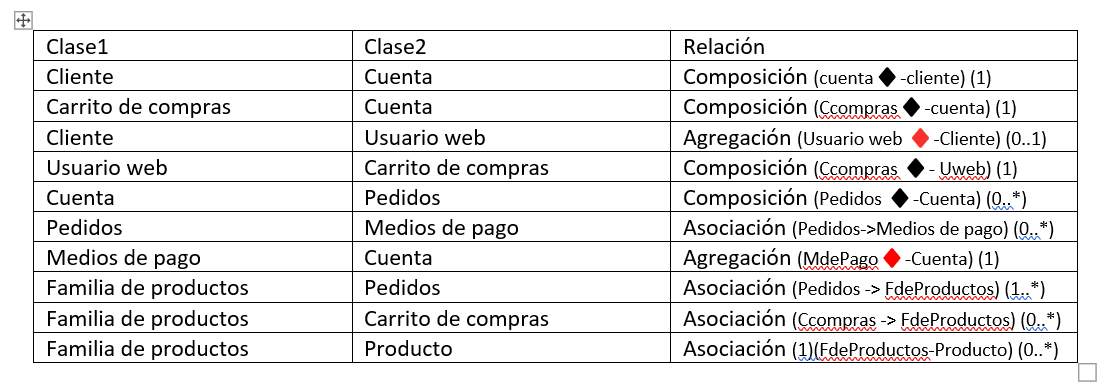 Clase1 Clase2 Relación
Cliente Cuenta Composición (cuenta ♦ -cliente) (1)
Carrito de compras Cuenta Composición (Ccompras ♦ -cuenta) (1)
Cliente Usuario web Agregación (Usuario web ♦ -Cliente) (0..1)
Usuario web Carrito de compras Composición (Ccompras ♦ - Uweb) (1)
Cuenta Pedidos Composición (Pedidos ♦ -Cuenta) (0..*)
Pedidos Medios de pago Asociación (Pedidos->Medios de pago) (0..*)
Medios de pago Cuenta Agregación (MdePago ♦ -Cuenta) (1)
Familia de productos Pedidos Asociación (Pedidos -> FdeProductos) (1..*)
Familia de productos Carrito de compras Asociación (Ccompras -> FdeProductos) (0..*)
Familia de productos Producto Asociación (1)(FdeProductos-Producto) (0..*)